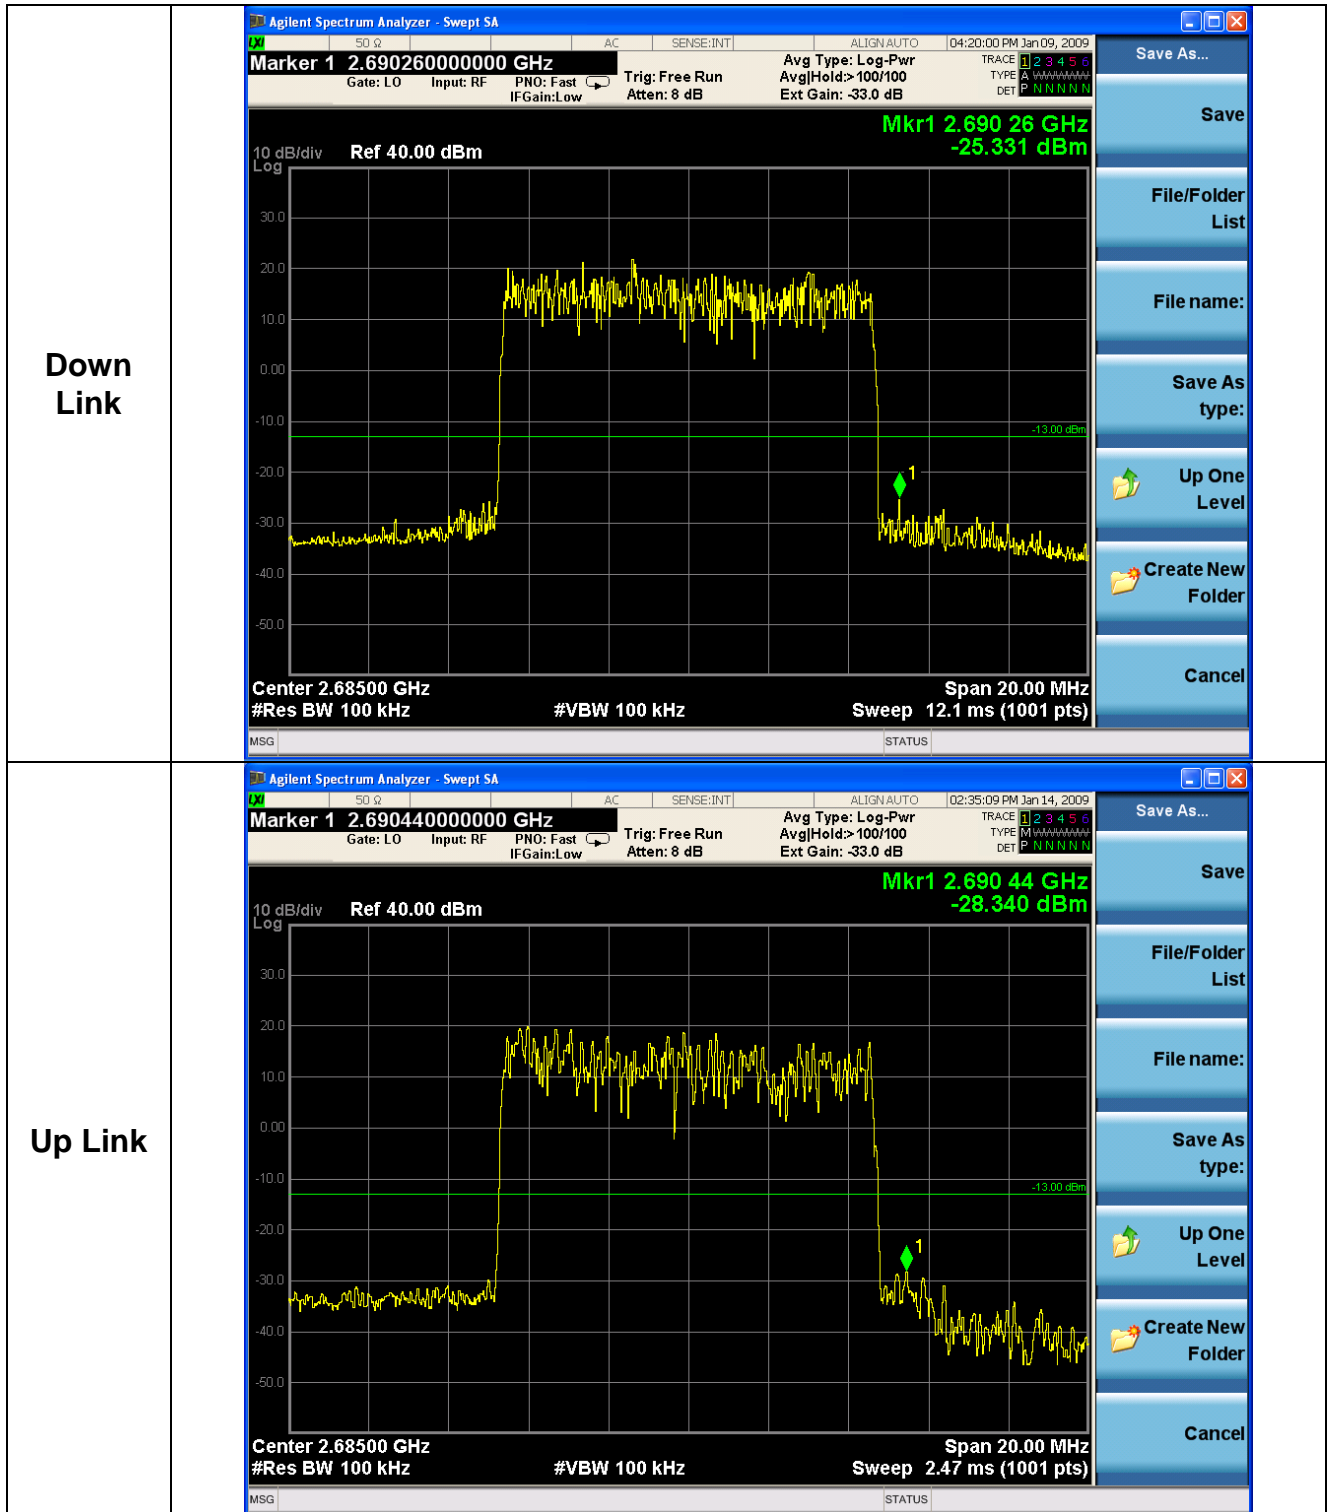 Down
Link
Agilent Spectrum Analyzer - Swept SA
LXI 50 Ω AC SENSE:INT ALIGN AUTO 04:20:00 PM Jan 09, 2009
Marker 1 2.690260000000 GHz
Gate: LO Input: RF PNO: Fast IFGain:Low
Trig: Free Run
Atten: 8 dB
Avg Type: Log-Pwr
Avg|Hold:>100/100
Ext Gain: -33.0 dB
TRACE 1 2 3 4 5 6
TYPE A WWWWW
DET P N N N N N
Mkr1 2.690 26 GHz
-25.331 dBm
10 dB/div Ref 40.00 dBm
Log
30.0
20.0
10.0
0.00
-10.0
-13.00 dBm
-20.0
1
-30.0
-40.0
-50.0
Center 2.68500 GHz Span 20.00 MHz
#Res BW 100 kHz #VBW 100 kHz Sweep 12.1 ms (1001 pts)
MSG STATUS
Save As...
Save
File/Folder
List
File name:
Save As
type:
Up One
Level
Create New
Folder
Cancel
Up Link
Agilent Spectrum Analyzer - Swept SA
LXI 50 Ω AC SENSE:INT ALIGN AUTO 02:35:09 PM Jan 14, 2009
Marker 1 2.690440000000 GHz
Gate: LO Input: RF PNO: Fast IFGain:Low
Trig: Free Run
Atten: 8 dB
Avg Type: Log-Pwr
Avg|Hold:>100/100
Ext Gain: -33.0 dB
TRACE 1 2 3 4 5 6
TYPE M WWWWW
DET P N N N N N
Mkr1 2.690 44 GHz
-28.340 dBm
10 dB/div Ref 40.00 dBm
Log
30.0
20.0
10.0
0.00
-10.0
-13.00 dBm
-20.0
1
-30.0
-40.0
-50.0
Center 2.68500 GHz Span 20.00 MHz
#Res BW 100 kHz #VBW 100 kHz Sweep 2.47 ms (1001 pts)
MSG STATUS
Save As...
Save
File/Folder
List
File name:
Save As
type:
Up One
Level
Create New
Folder
Cancel